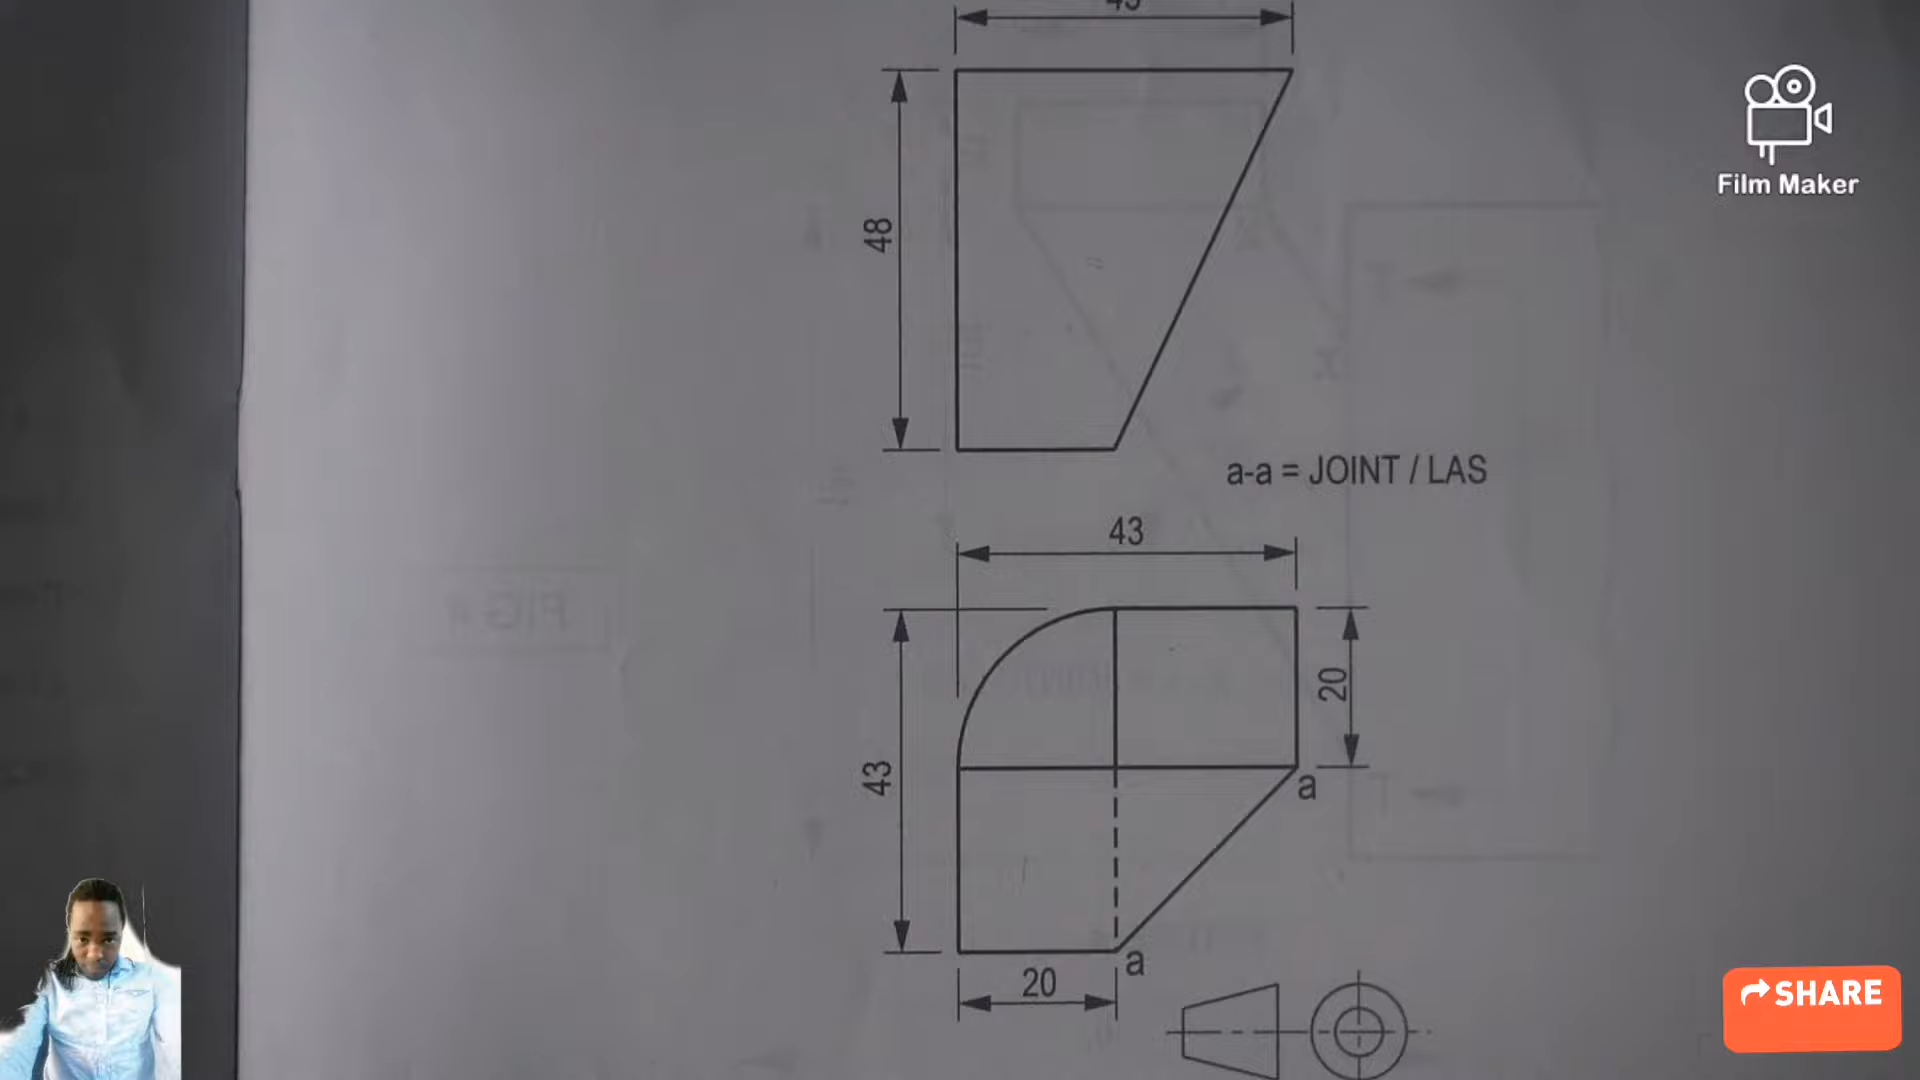 Film Maker
48
a-a = JOINT / LAS
43
20
a
43
a
20
SHARE